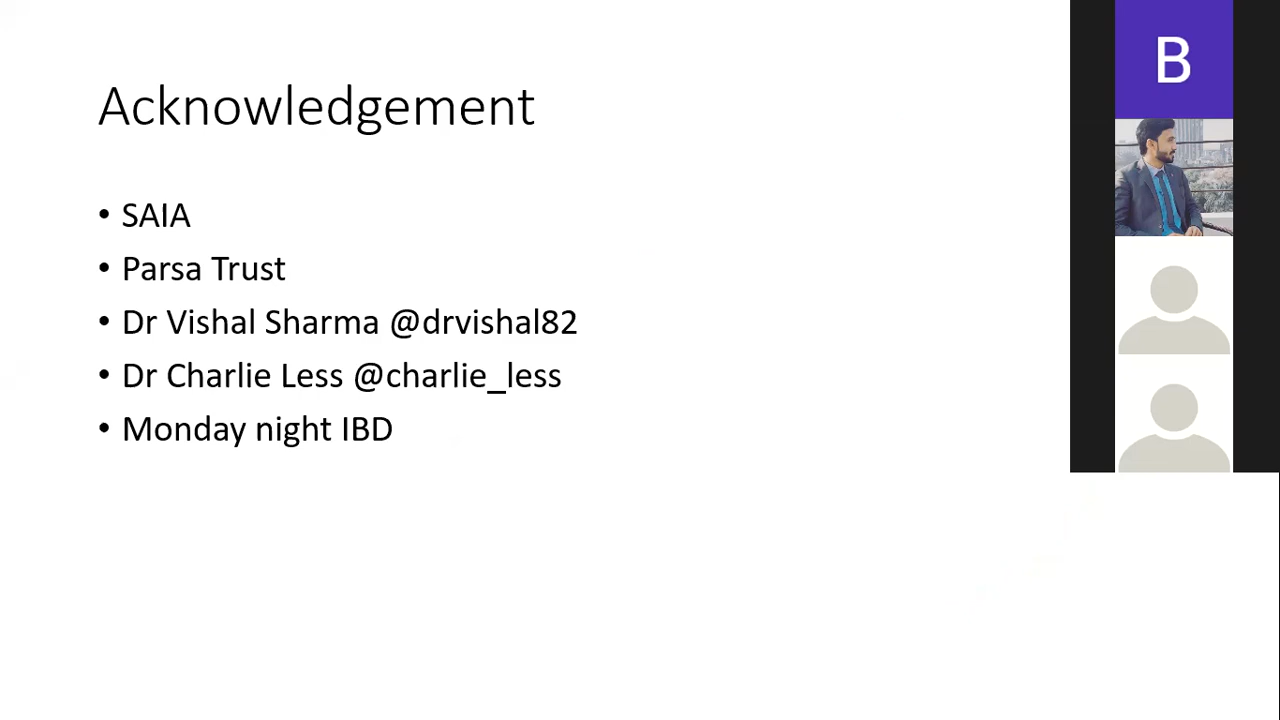 Acknowledgement
• SAIA
• Parsa Trust
• Dr Vishal Sharma @drvishal82
• Dr Charlie Less @charlie_less
• Monday night IBD
B